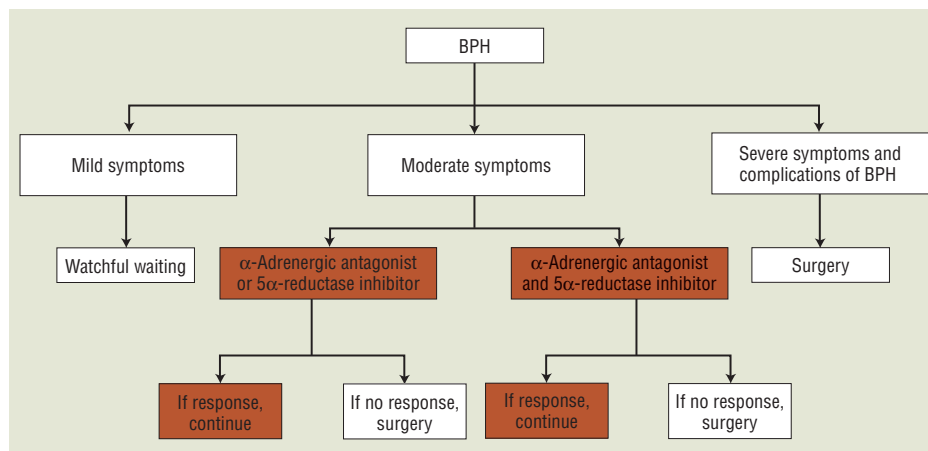 BPH
Mild symptoms
Moderate symptoms
Severe symptoms and
complications of BPH
Watchful waiting
α-Adrenergic antagonist
or 5α-reductase inhibitor
α-Adrenergic antagonist
and 5α-reductase inhibitor
Surgery
If response,
continue
If no response,
surgery
If response,
continue
If no response,
surgery